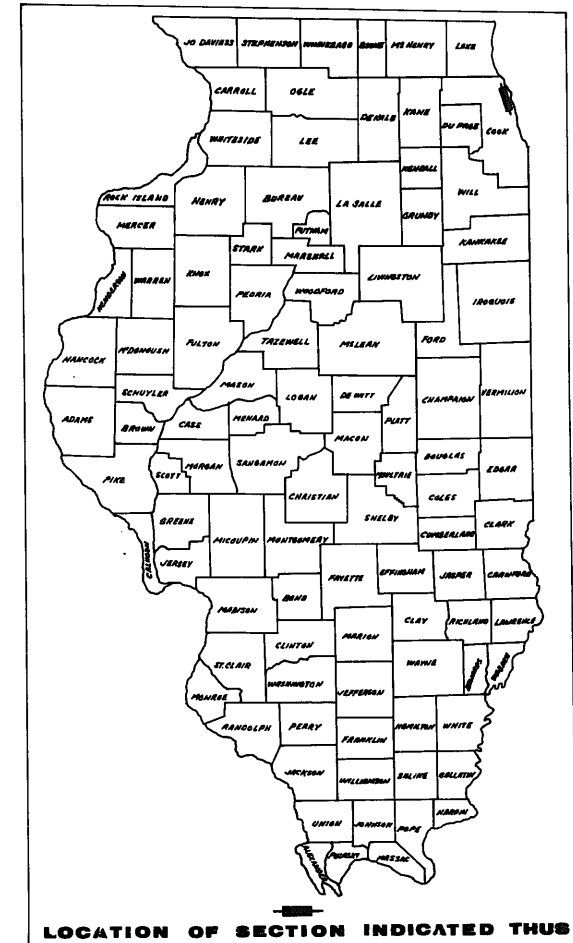 JO DAVIESS STEPHENSON WINNEBAGO BOONE McHENRY LAKE
CARROLL OGLE DEKALB KANE DU PAGE COOK
WHITESIDE LEE KENDALL WILL
ROCK ISLAND HENRY BUREAU LA SALLE GRUNDY
MERCER PUTNAM KANKAKEE
HENDERSON WARREN KNOX STARK MARSHALL LIVINGSTON
PEORIA WOODFORD IROQUOIS
HANCOCK McDONOUGH FULTON TAZEWELL McLEAN FORD
SCHUYLER MASON LOGAN DE WITT CHAMPAIGN VERMILION
ADAMS BROWN CASS MENARD PIATT
MACON DOUGLAS EDGAR
PIKE SCOTT MORGAN SANGAMON CHRISTIAN MOULTRIE COLES
GREENE MICOUPIN MONTGOMERY SHELBY CUMBERLAND CLARK
CALHOUN JERSEY FAYETTE EFFINGHAM JASPER CRAWFORD
MADISON BOND CLAY RICHLAND LAWRENCE
CLINTON MARION WAYNE
ST. CLAIR WASHINGTON JEFFERSON EDWARDS WABASH
MONROE
RANDOLPH PERRY FRANKLIN HAMILTON WHITE
JACKSON WILLIAMSON SALINE GALLATIN
UNION JOHNSON POPE HARDIN
ALEXANDER PULASKI MASSAC
LOCATION OF SECTION INDICATED THUS